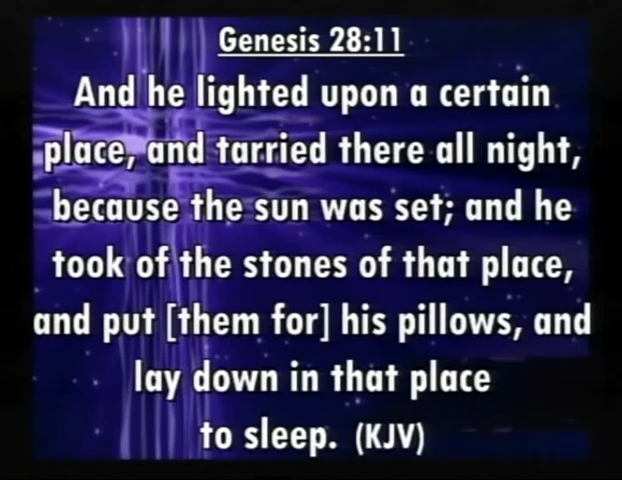 Genesis 28:11
And he lighted upon a certain
place, and tarried there all night,
because the sun was set; and he
took of the stones of that place,
and put [them for] his pillows, and
lay down in that place
to sleep. (KJV)